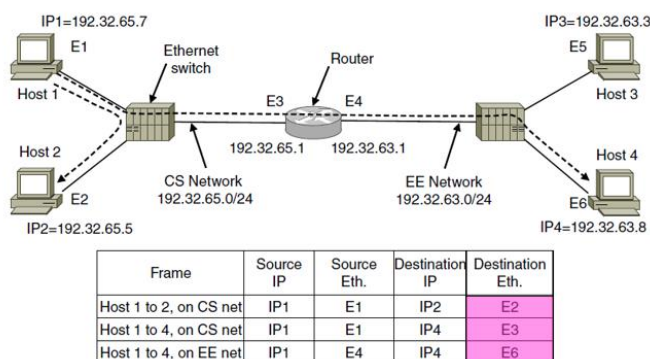 IP1=192.32.65.7
IP3=192.32.63.3
E1
Ethernet
switch
Router
E5
Host 1
E3
E4
Host 3
Host 2
192.32.65.1
192.32.63.1
Host 4
E2
CS Network
192.32.65.0/24
EE Network
192.32.63.0/24
E6
IP2=192.32.65.5
IP4=192.32.63.8
Frame
Source
IP
Source
Eth.
Destination
IP
Destination
Eth.
Host 1 to 2, on CS net IP1 E1 IP2 E2
Host 1 to 4, on CS net IP1 E1 IP4 E3
Host 1 to 4, on EE net IP1 E4 IP4 E6